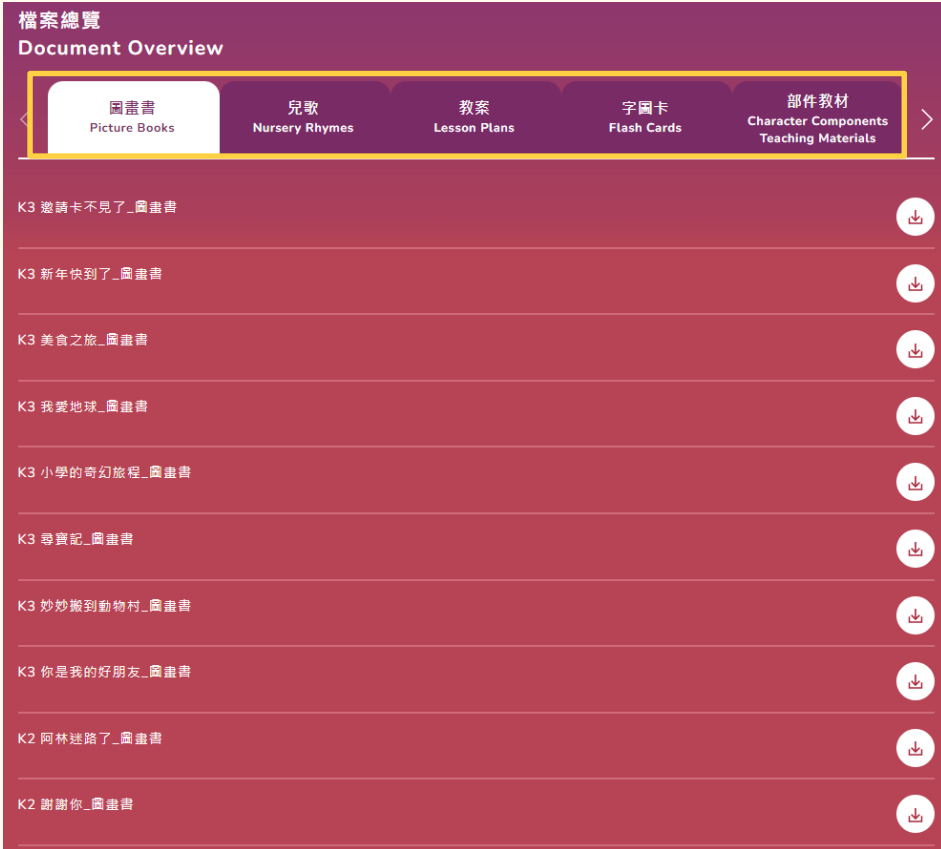 檔案總覽
Document Overview
圖畫書
Picture Books
兒歌
Nursery Rhymes
教案
Lesson Plans
字圖卡
Flash Cards
部件教材
Character Components
Teaching Materials
K3 邀請卡不見了_圖畫書
K3 新年快到了_圖畫書
K3 美食之旅_圖畫書
K3 我愛地球_圖畫書
K3 小學的奇幻旅程_圖畫書
K3 尋寶記_圖畫書
K3 妙妙搬到動物村_圖畫書
K3 你是我的好朋友_圖畫書
K2 阿林迷路了_圖畫書
K2 謝謝你_圖畫書